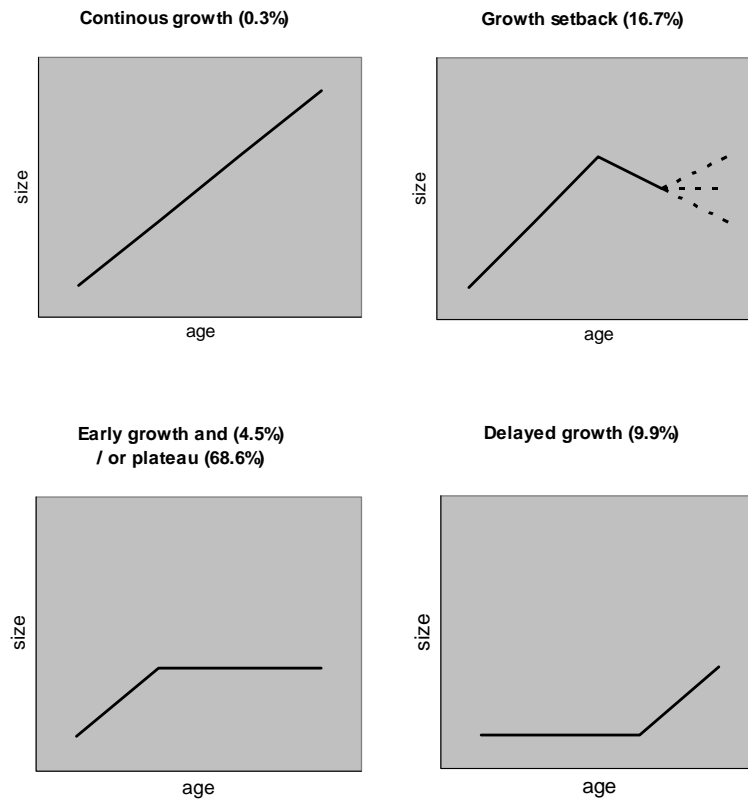 Continous growth (0.3%)
size
age
Growth setback (16.7%)
size
age
Early growth and (4.5%)
/ or plateau (68.6%)
size
age
Delayed growth (9.9%)
size
age